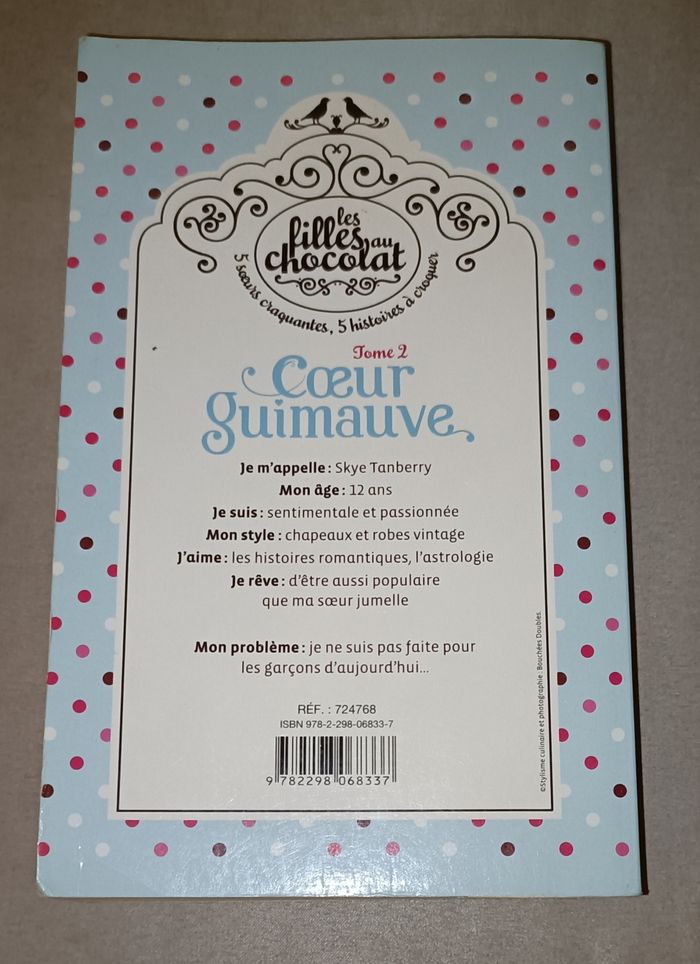 les
filles au
chocolat
5 sœurs craquantes, 5 histoires à croquer
Tome 2
Cœur
guimauve
Je m'appelle : Skye Tanberry
Mon âge : 12 ans
Je suis : sentimentale et passionnée
Mon style : chapeaux et robes vintage
J'aime : les histoires romantiques, l'astrologie
Je rêve : d'être aussi populaire
que ma sœur jumelle
Mon problème : je ne suis pas faite pour
les garçons d'aujourd'hui...
RÉF. : 724768
ISBN 978-2-298-06833-7
9 782298 068337
©Stylisme culinaire et photographie : Bouchées Doubles.